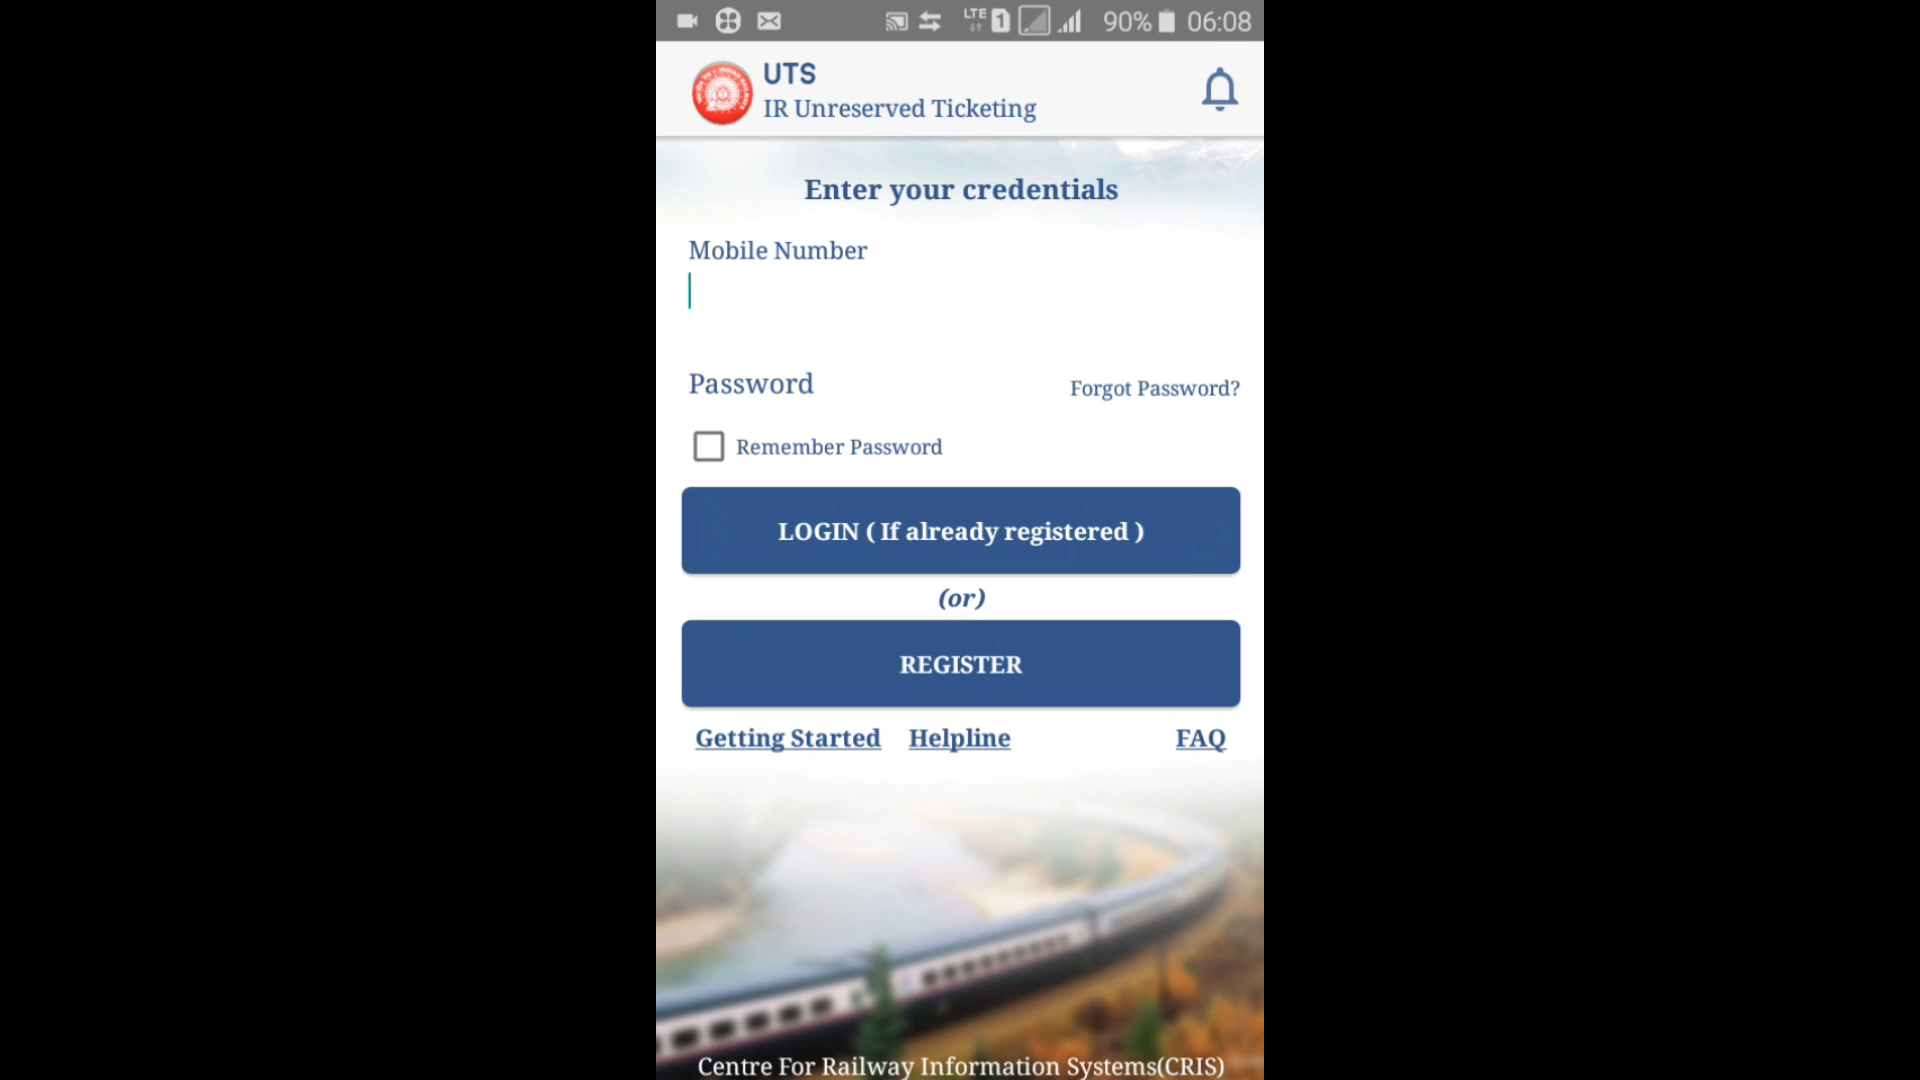 LTE 1 90% 06:08
UTS
IR Unreserved Ticketing
Enter your credentials
Mobile Number
Password Forgot Password?
Remember Password
LOGIN ( If already registered )
(or)
REGISTER
Getting Started Helpline FAQ
Centre For Railway Information Systems(CRIS)